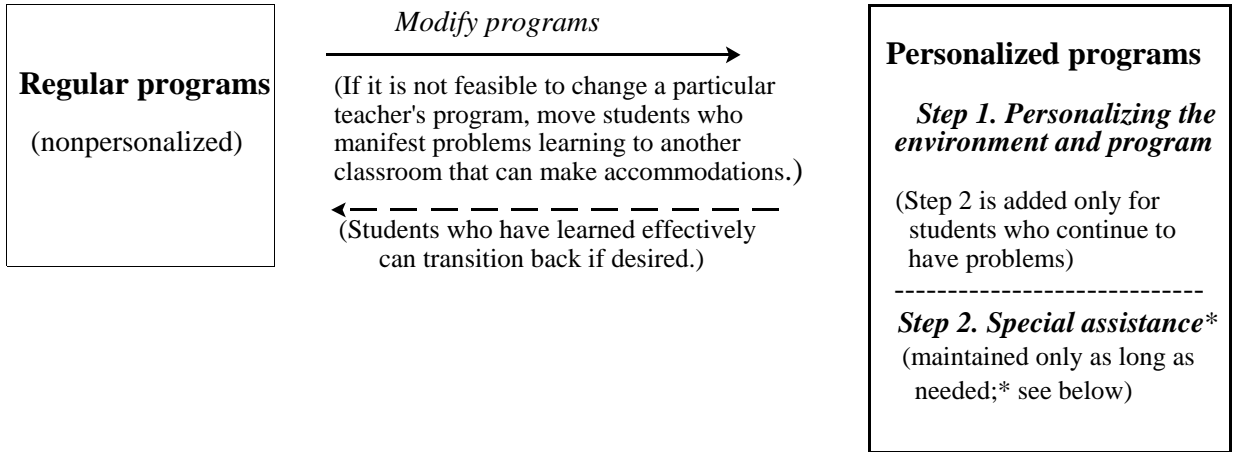 Regular programs
(nonpersonalized)
Modify programs
(If it is not feasible to change a particular
teacher's program, move students who
manifest problems learning to another
classroom that can make accommodations.)
(Students who have learned effectively
can transition back if desired.)
Personalized programs
Step 1. Personalizing the
environment and program
(Step 2 is added only for
students who continue to
have problems)
-----------------------------
Step 2. Special assistance*
(maintained only as long as
needed;* see below)